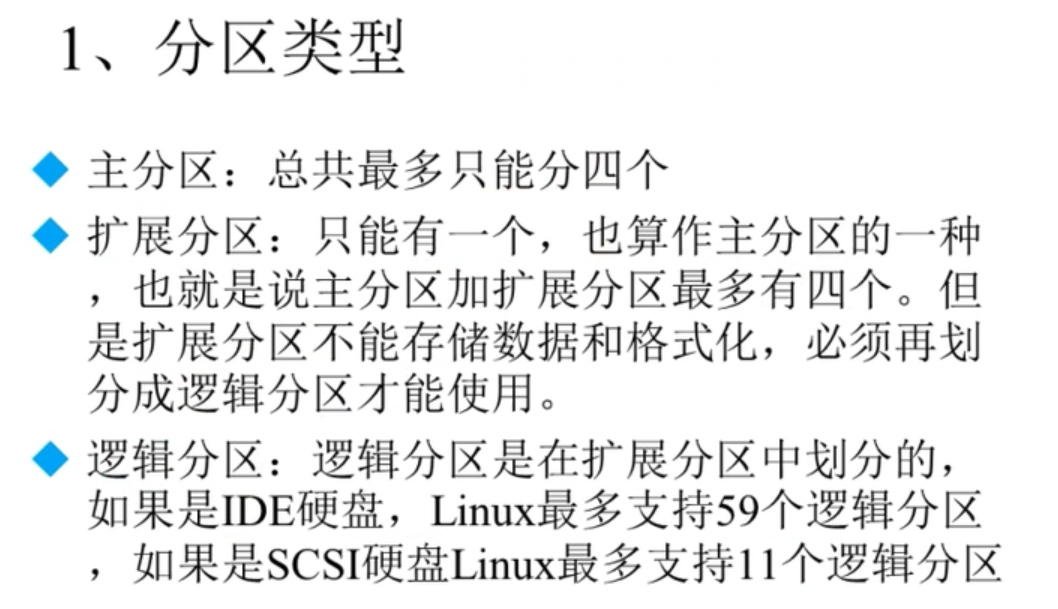 1、分区类型
主分区：总共最多只能分四个
扩展分区：只能有一个，也算作主分区的一种
，也就是说主分区加扩展分区最多有四个。但
是扩展分区不能存储数据和格式化，必须再划
分成逻辑分区才能使用。
逻辑分区：逻辑分区是在扩展分区中划分的，
如果是IDE硬盘，Linux最多支持59个逻辑分区
，如果是SCSI硬盘Linux最多支持11个逻辑分区